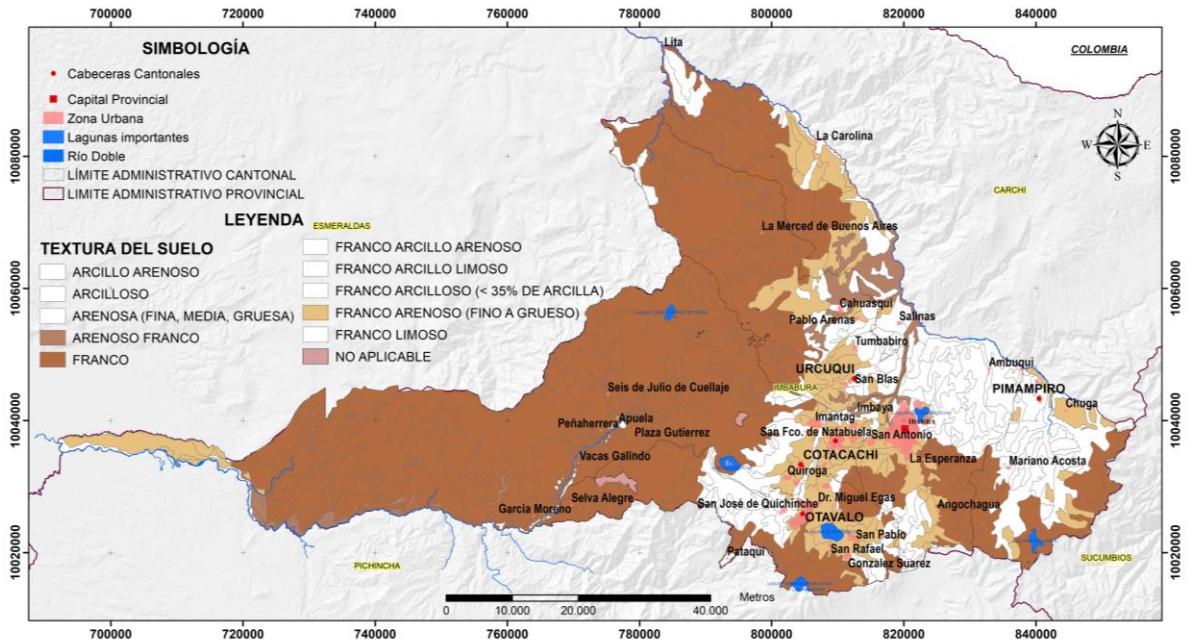 700000 720000 740000 760000 780000 800000 820000 840000
SIMBOLOGÍA
Cabeceras Cantonales
Capital Provincial
Zona Urbana
Lagunas importantes
Río Doble
LÍMITE ADMINISTRATIVO CANTONAL
LIMITE ADMINISTRATIVO PROVINCIAL
LEYENDA
TEXTURA DEL SUELO
ARCILLO ARENOSO
ARCILLOSO
ARENOSA (FINA, MEDIA, GRUESA)
ARENOSO FRANCO
FRANCO
FRANCO ARCILLO ARENOSO
FRANCO ARCILLO LIMOSO
FRANCO ARCILLOSO (< 35% DE ARCILLA)
FRANCO ARENOSO (FINO A GRUESO)
FRANCO LIMOSO
NO APLICABLE
COLOMBIA
N
W E
S
CARCHI
ESMERALDAS
IMBABURA
PICHINCHA
SUCUMBIOS
Lita
La Carolina
La Merced de Buenos Aires
Cahuasqui
Pablo Arenas
Salinas
Tumbabiro
URCUQUI
San Blas
Ambuqui
PIMAMPIRO
Chuga
Seis de Julio de Cuellaje
Imbaya
Imantag
Peñaherrera
Apuela
Plaza Gutierrez
San Fco. de Natabuela
San Antonio
IBARRA
COTACACHI
La Esperanza
Mariano Acosta
Vacas Galindo
Quiroga
Selva Alegre
San José de Quichinche
Dr. Miguel Egas
Angochagua
García Moreno
OTAVALO
San Pablo
Pataqui
San Rafael
Gonzalez Suarez
0 10.000 20.000 40.000
Metros
10080000
10060000
10040000
10020000
10080000
10060000
10040000
10020000
700000 720000 740000 760000 780000 800000 820000 840000